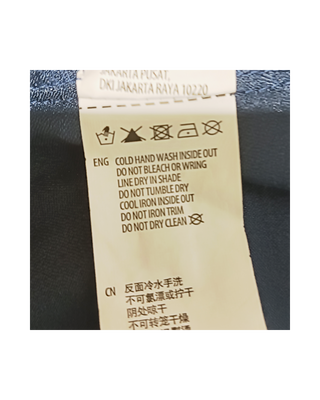 JAKARTA PUSAT,
DKI JAKARTA RAYA 10220
ENG COLD HAND WASH INSIDE OUT
DO NOT BLEACH OR WRING
LINE DRY IN SHADE
DO NOT TUMBLE DRY
COOL IRON INSIDE OUT
DO NOT IRON TRIM
DO NOT DRY CLEAN
CN 反面冷水手洗
不可氯漂或拧干
阴处晾干
不可转笼干燥